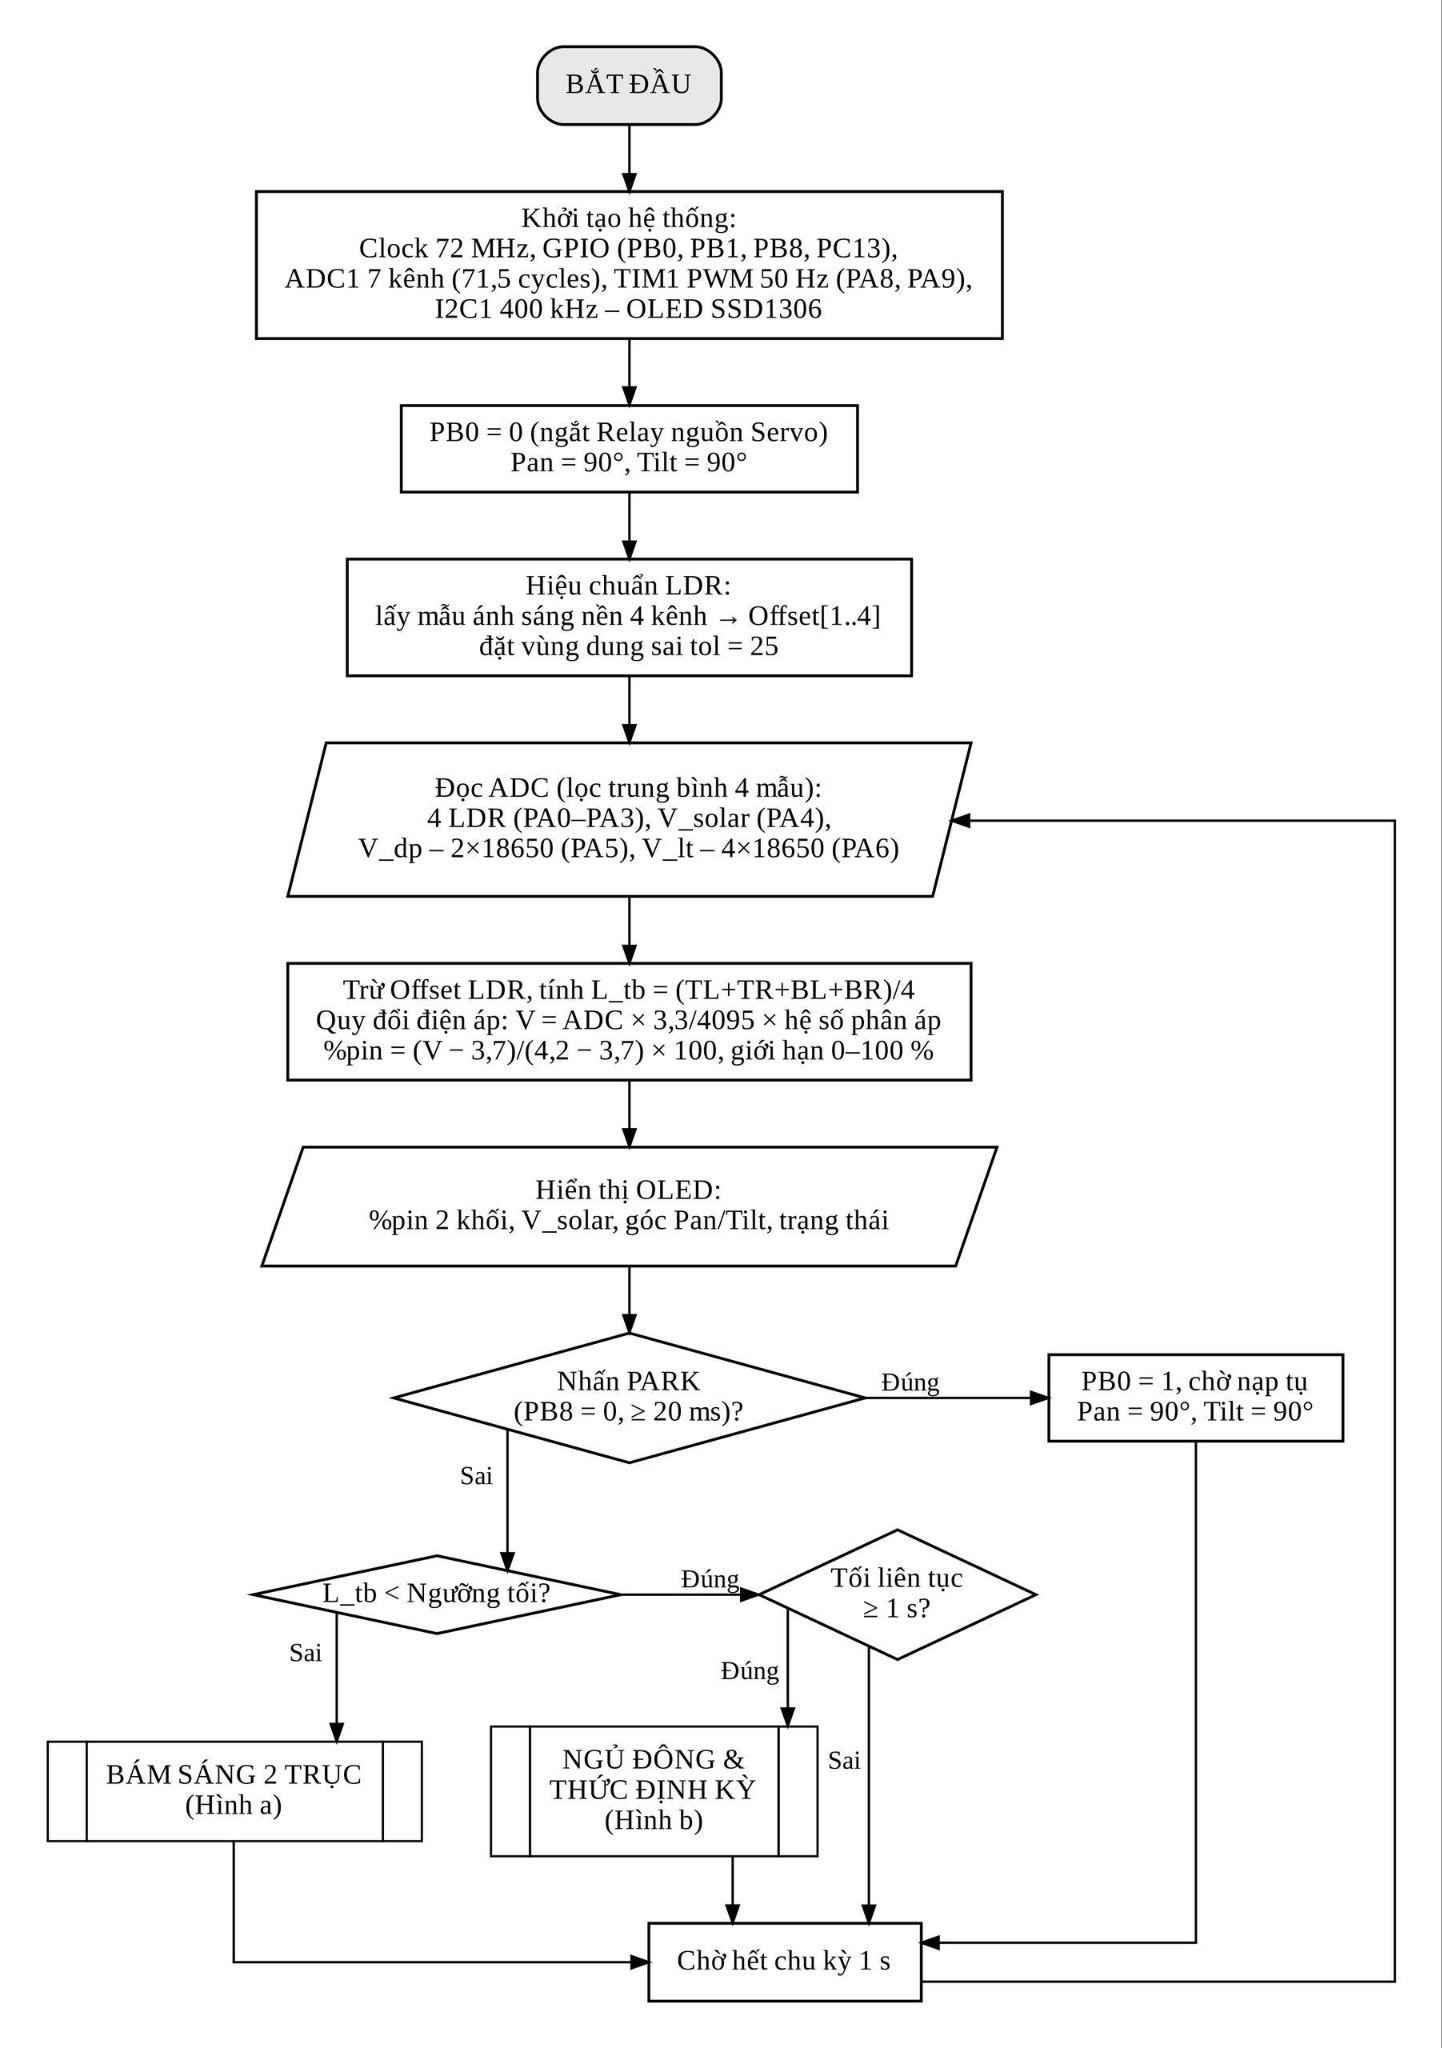 BẮT ĐẦU
Khởi tạo hệ thống:
Clock 72 MHz, GPIO (PB0, PB1, PB8, PC13),
ADC1 7 kênh (71,5 cycles), TIM1 PWM 50 Hz (PA8, PA9),
I2C1 400 kHz – OLED SSD1306
PB0 = 0 (ngắt Relay nguồn Servo)
Pan = 90°, Tilt = 90°
Hiệu chuẩn LDR:
lấy mẫu ánh sáng nền 4 kênh → Offset[1..4]
đặt vùng dung sai tol = 25
Đọc ADC (lọc trung bình 4 mẫu):
4 LDR (PA0–PA3), V_solar (PA4),
V_dp – 2×18650 (PA5), V_lt – 4×18650 (PA6)
Trừ Offset LDR, tính L_tb = (TL+TR+BL+BR)/4
Quy đổi điện áp: V = ADC × 3,3/4095 × hệ số phân áp
%pin = (V − 3,7)/(4,2 − 3,7) × 100, giới hạn 0–100 %
Hiển thị OLED:
%pin 2 khối, V_solar, góc Pan/Tilt, trạng thái
Nhấn PARK
(PB8 = 0, ≥ 20 ms)?
Đúng
PB0 = 1, chờ nạp tụ
Pan = 90°, Tilt = 90°
Sai
L_tb < Ngưỡng tối?
Đúng
Tối liên tục
≥ 1 s?
Sai
Đúng
Sai
BÁM SÁNG 2 TRỤC
(Hình a)
NGỦ ĐÔNG &
THỨC ĐỊNH KỲ
(Hình b)
Chờ hết chu kỳ 1 s